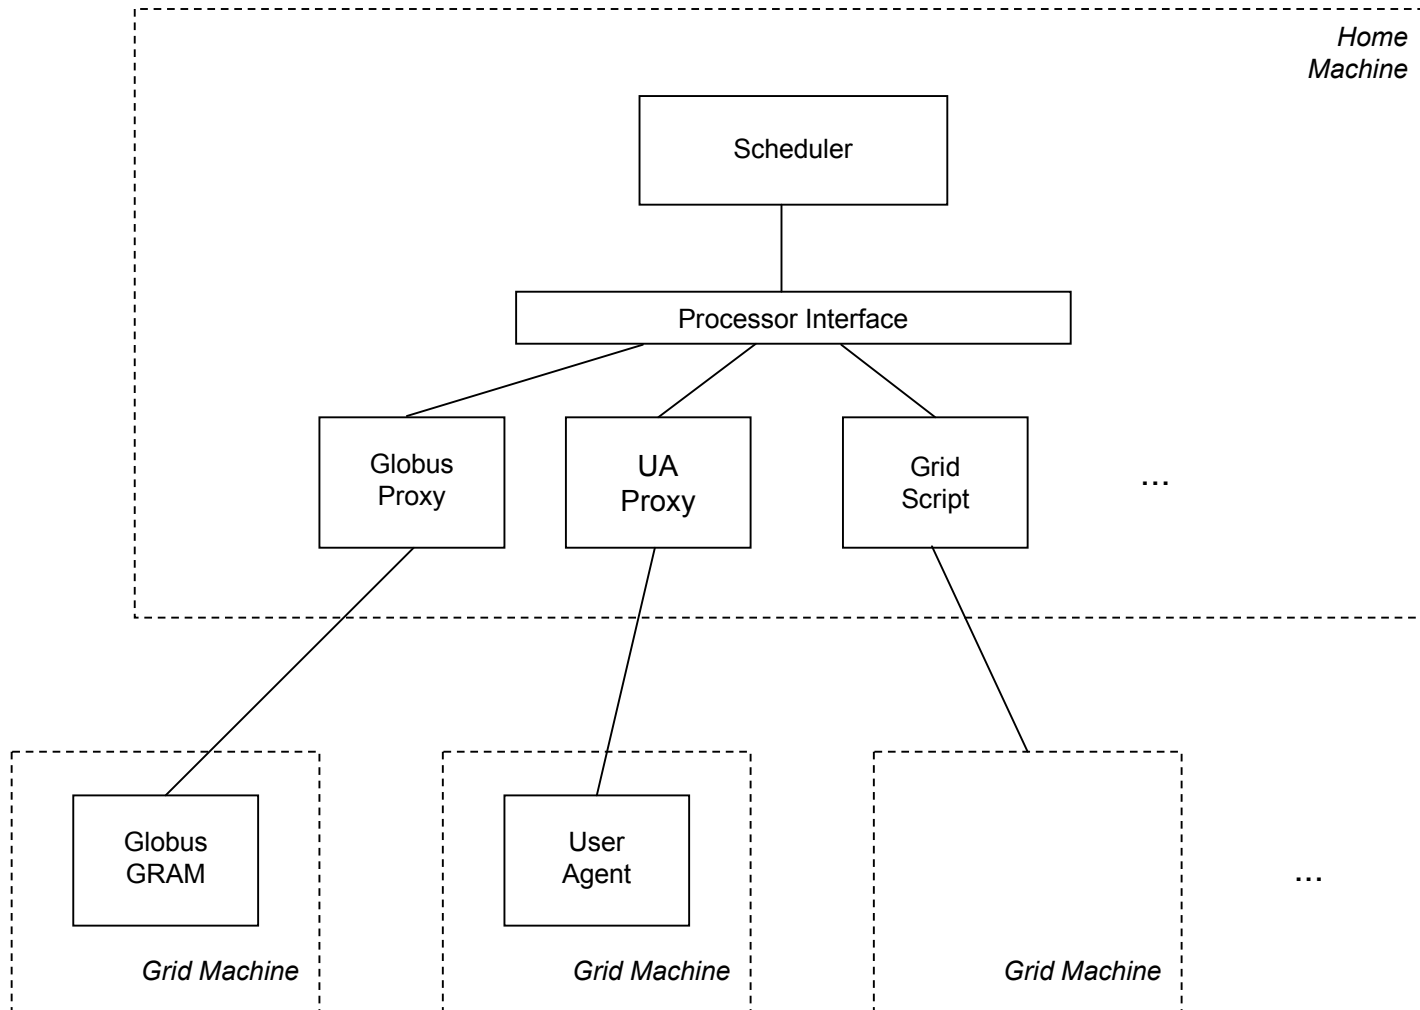 Home
Machine
Scheduler
Processor Interface
Globus
Proxy
UA
Proxy
Grid
Script
...
Globus
GRAM
User
Agent
...
Grid Machine
Grid Machine
Grid Machine